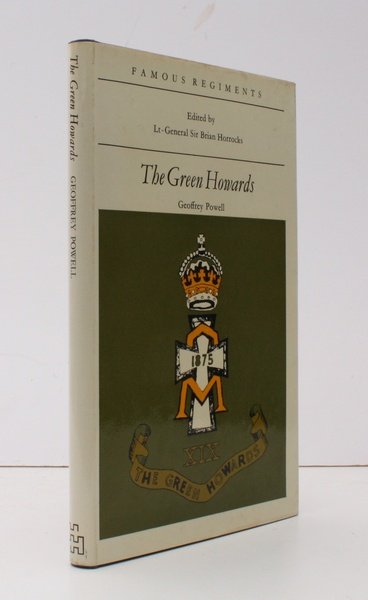 The Green Howards GEOFFREY POWELL
FAMOUS REGIMENTS
Edited by
Lt-General Sir Brian Horrocks
The Green Howards
Geoffrey Powell
1875
XIX
THE GREEN HOWARDS